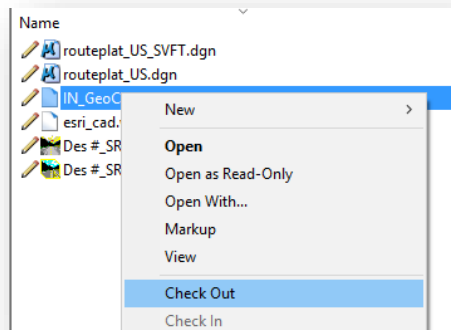 Name
routeplat_US_SVFT.dgn
routeplat_US.dgn
IN_GeoC
New
esri_cad.
Open
Des #_SR
Open as Read-Only
Des #_SR
Open With...
Markup
View
Check Out
Check In